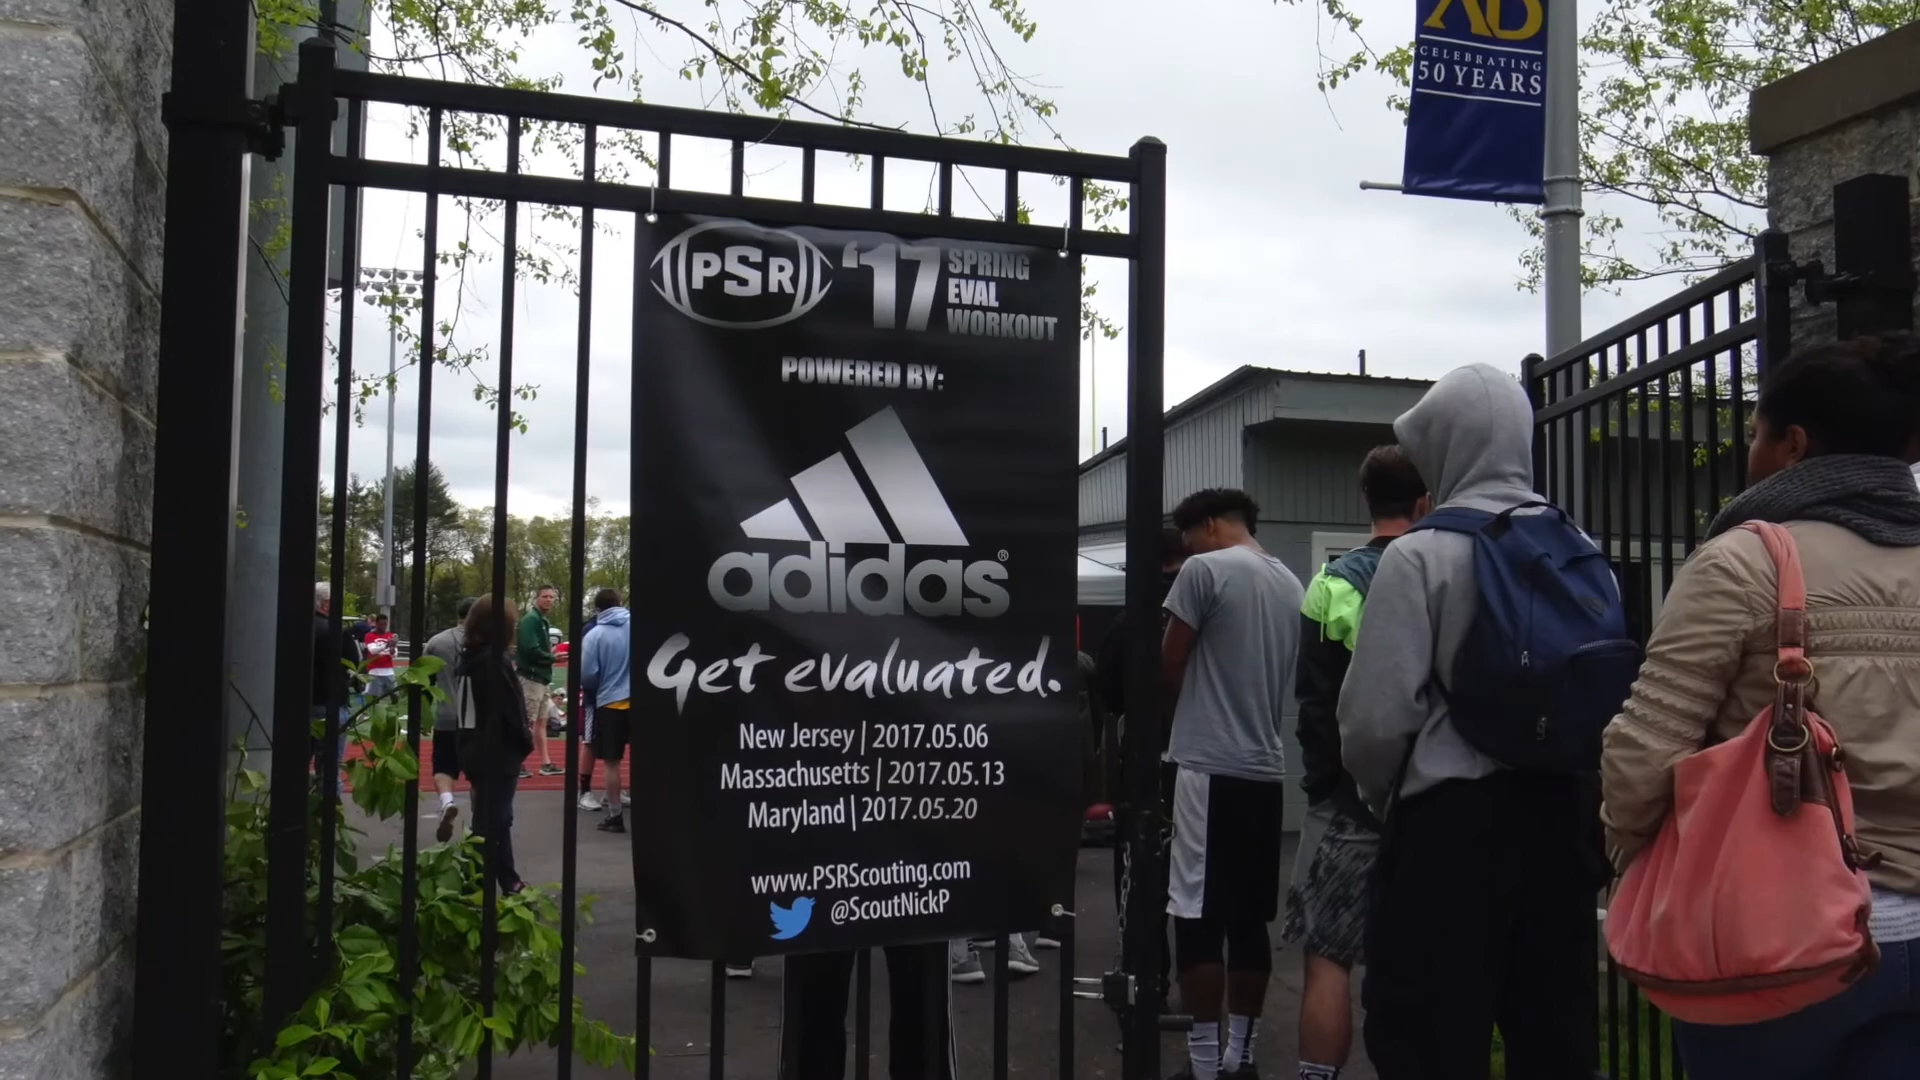 PSR
'17
SPRING
EVAL
WORKOUT
POWERED BY:
adidas®
Get evaluated.
New Jersey | 2017.05.06
Massachusetts | 2017.05.13
Maryland | 2017.05.20
www.PSRScouting.com
@ScoutNickP
CELEBRATING
50 YEARS